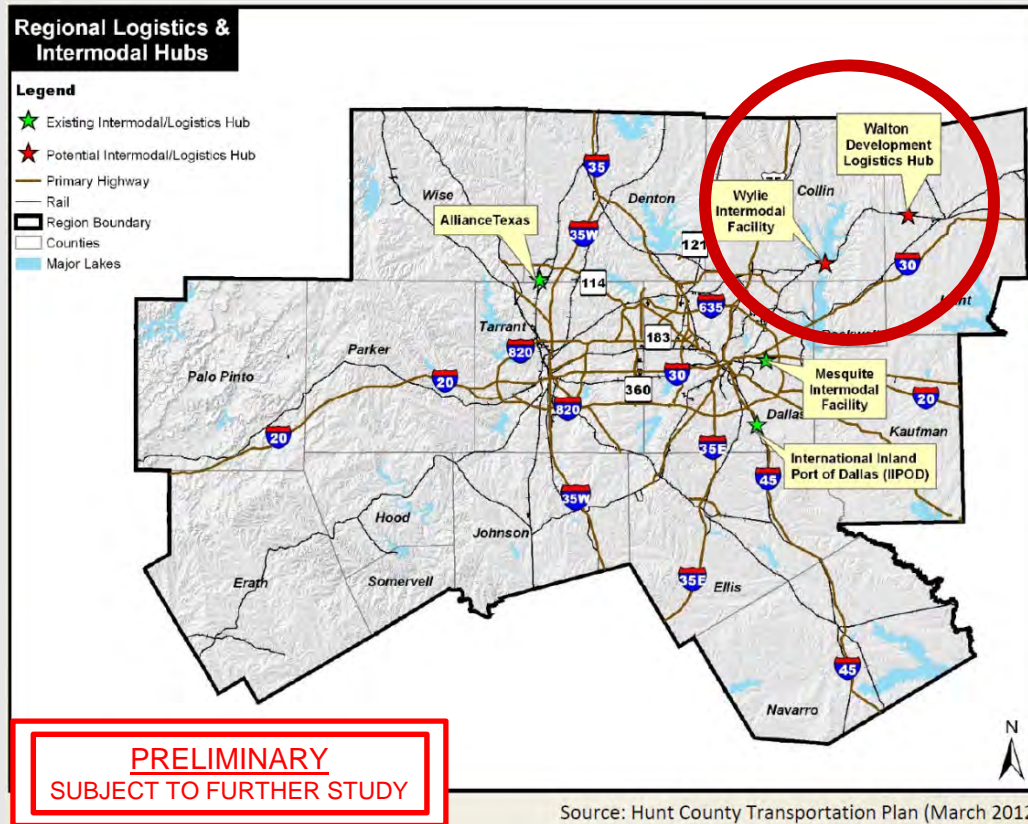 Regional Logistics &
Intermodal Hubs
Legend
Existing Intermodal/Logistics Hub
Potential Intermodal/Logistics Hub
Primary Highway
Rail
Region Boundary
Counties
Major Lakes
Walton
Development
Logistics Hub
35
Wise
Denton
Collin
Wylie
Intermodal
Facility
AllianceTexas
35W
121
30
114
635
Hunt
Tarrant
183
820
Parker
Palo Pinto
20
30
360
Mesquite
Intermodal
Facility
20
820
Dallas
Kaufman
20
35E
International Inland
Port of Dallas (IIPOD)
45
35W
Hood
Johnson
Erath
Somervell
35E
Ellis
45
Navarro
N
PRELIMINARY
SUBJECT TO FURTHER STUDY
Source: Hunt County Transportation Plan (March 2012